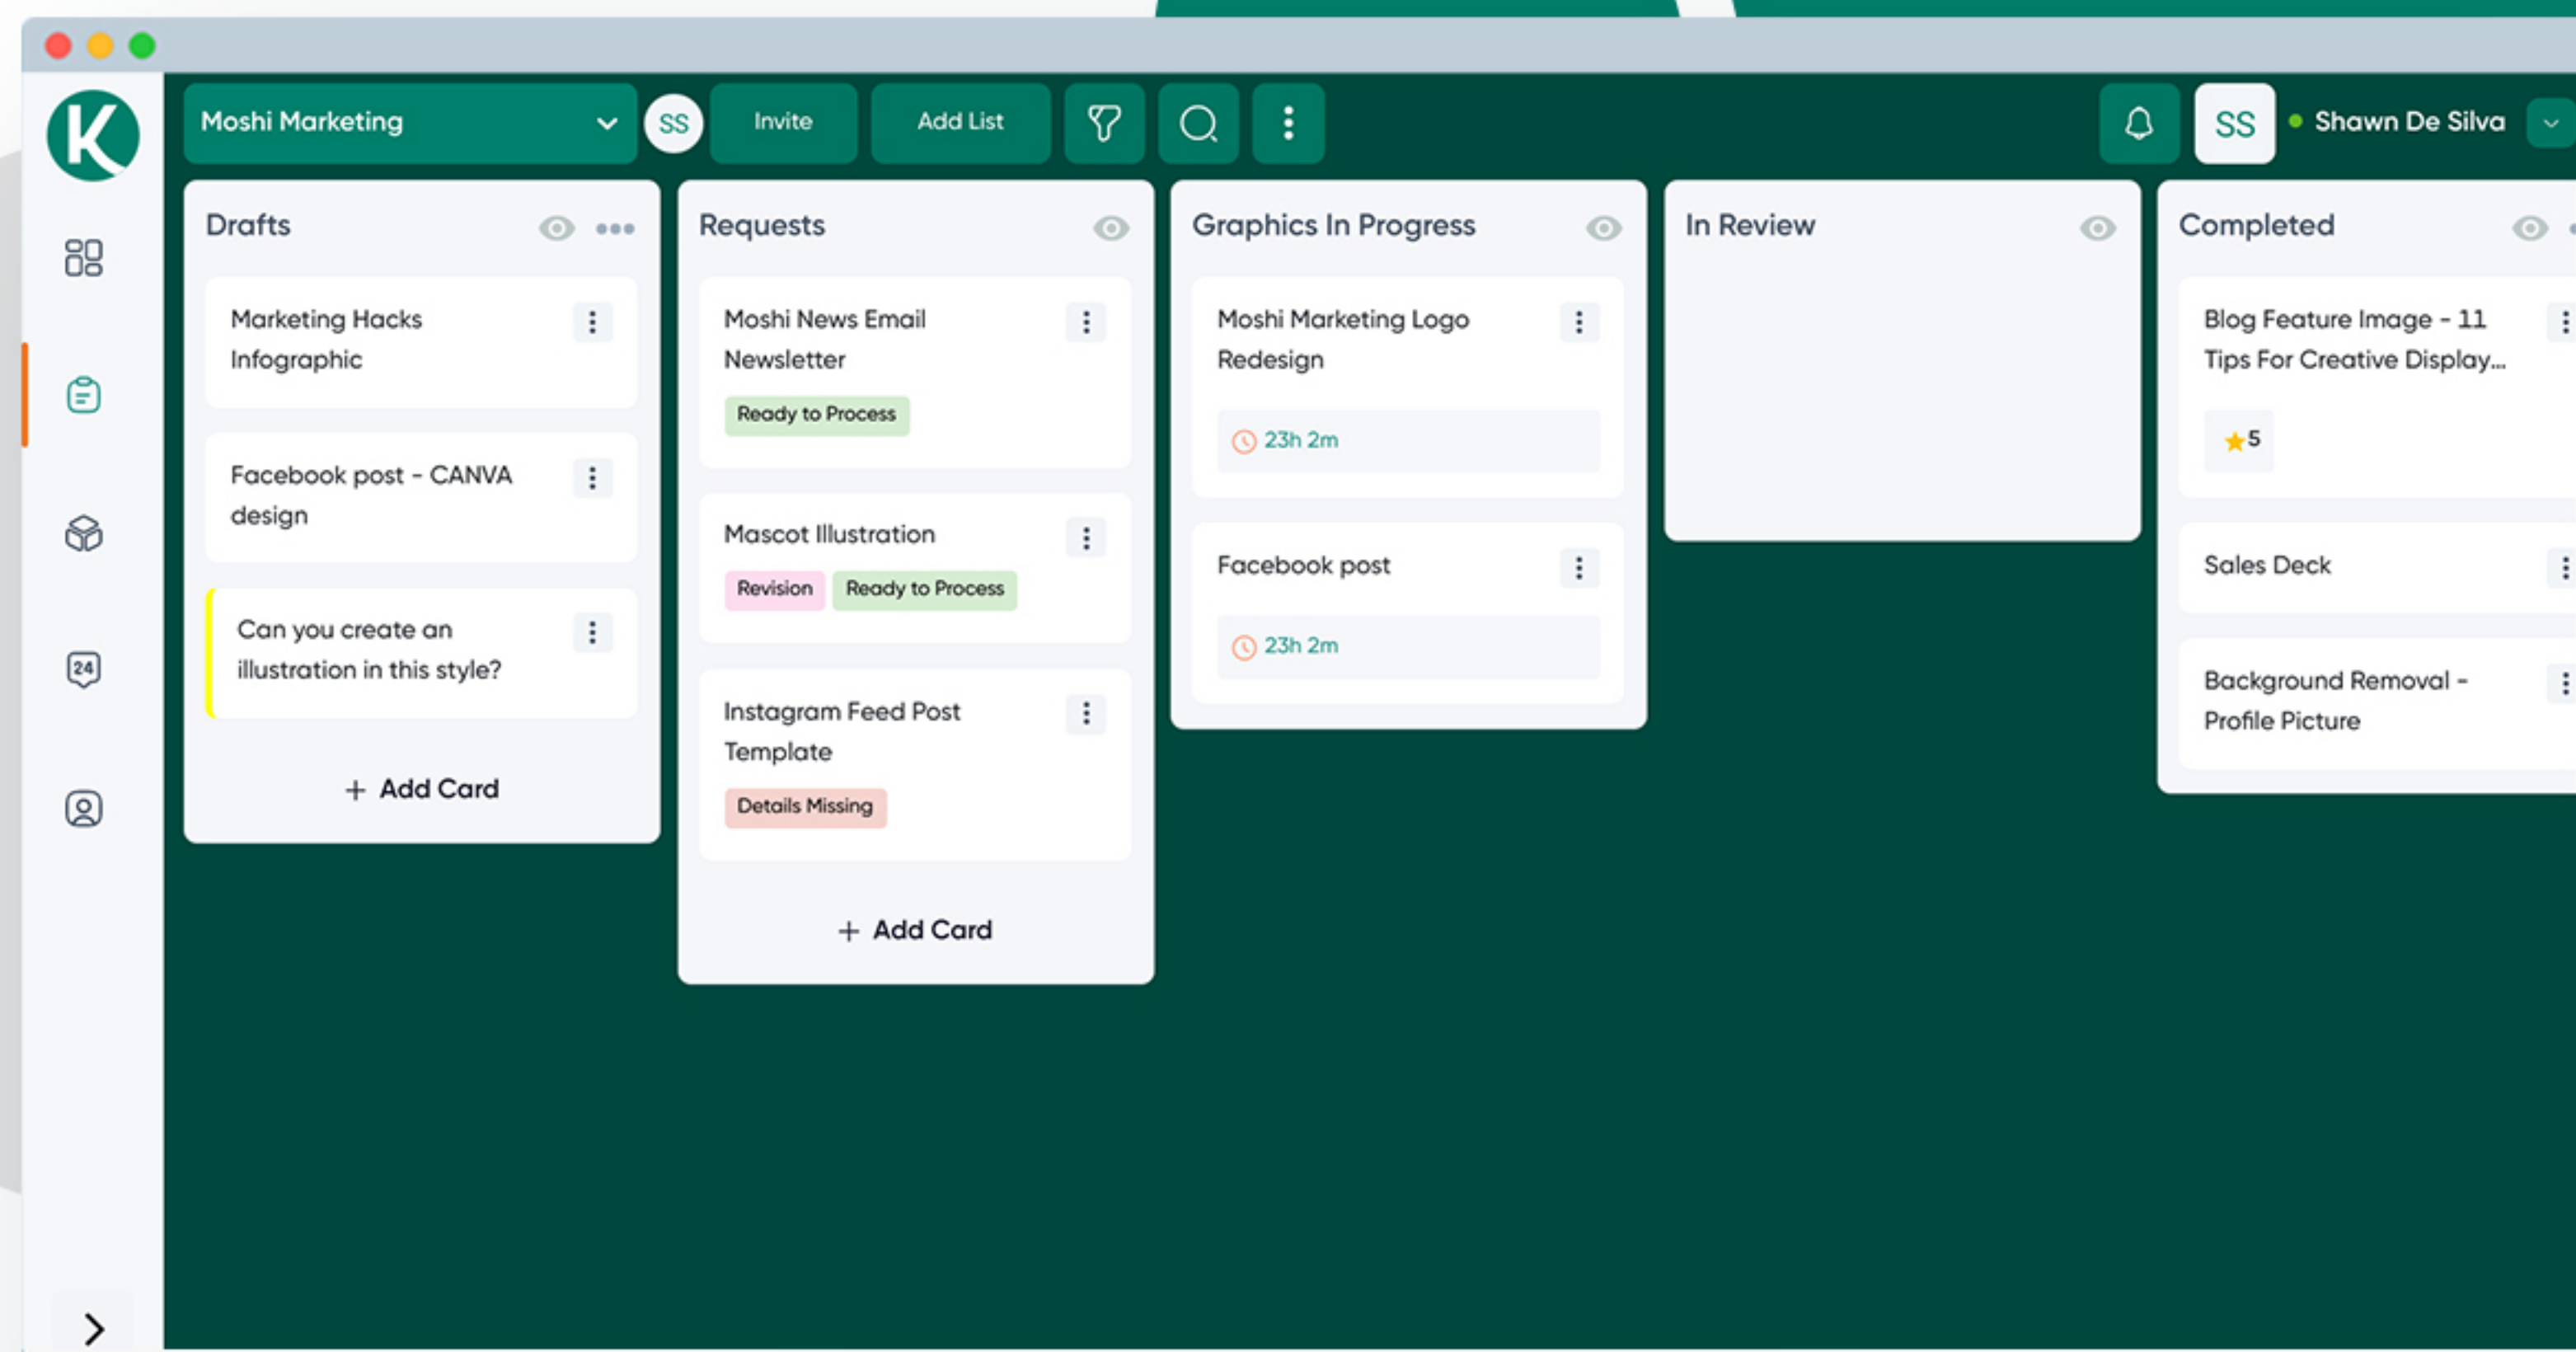 K
Moshi Marketing
SS
Invite
Add List
SS
Shawn De Silva
24
Drafts
Marketing Hacks
Infographic
Facebook post - CANVA
design
Can you create an
illustration in this style?
+ Add Card
Requests
Moshi News Email
Newsletter
Ready to Process
Mascot Illustration
Revision
Ready to Process
Instagram Feed Post
Template
Details Missing
+ Add Card
Graphics In Progress
Moshi Marketing Logo
Redesign
23h 2m
Facebook post
23h 2m
In Review
Completed
Blog Feature Image - 11
Tips For Creative Display...
5
Sales Deck
Background Removal -
Profile Picture